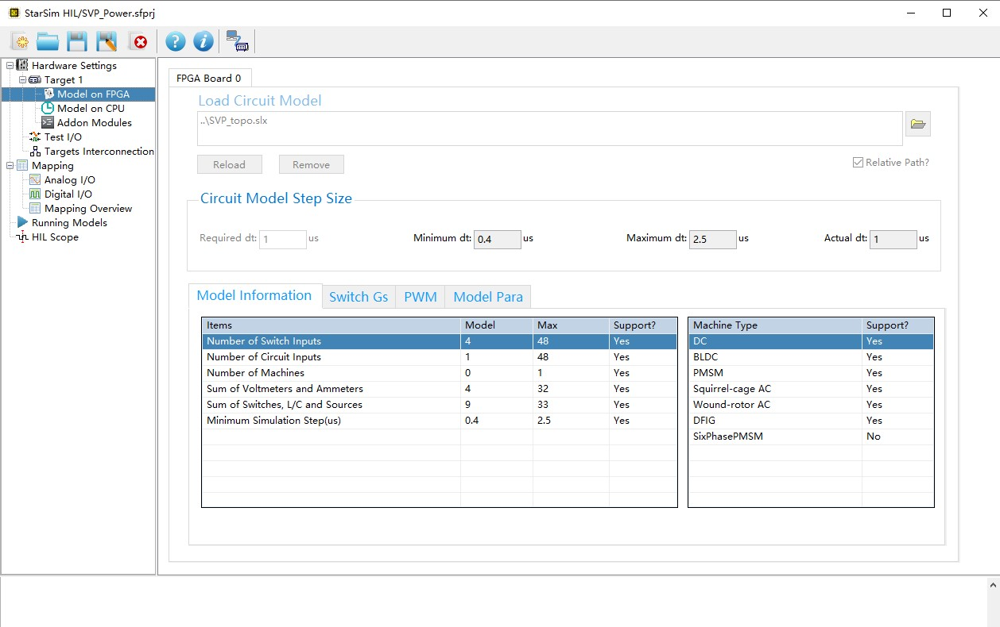 StarSim HIL/SVP_Power.sfprj
Hardware Settings
Target 1
Model on FPGA
Model on CPU
Addon Modules
Test I/O
Targets Interconnection
Mapping
Analog I/O
Digital I/O
Mapping Overview
Running Models
HIL Scope
FPGA Board 0
Load Circuit Model
..\SVP_topo.slx
Reload Remove Relative Path?
Circuit Model Step Size
Required dt: 1 us Minimum dt: 0.4 us Maximum dt: 2.5 us Actual dt: 1 us
Model Information Switch Gs PWM Model Para
Items Model Max Support?
Number of Switch Inputs 4 48 Yes
Number of Circuit Inputs 1 48 Yes
Number of Machines 0 1 Yes
Sum of Voltmeters and Ammeters 4 32 Yes
Sum of Switches, L/C and Sources 9 33 Yes
Minimum Simulation Step(us) 0.4 2.5 Yes
Machine Type Support?
DC Yes
BLDC Yes
PMSM Yes
Squirrel-cage AC Yes
Wound-rotor AC Yes
DFIG Yes
SixPhasePMSM No